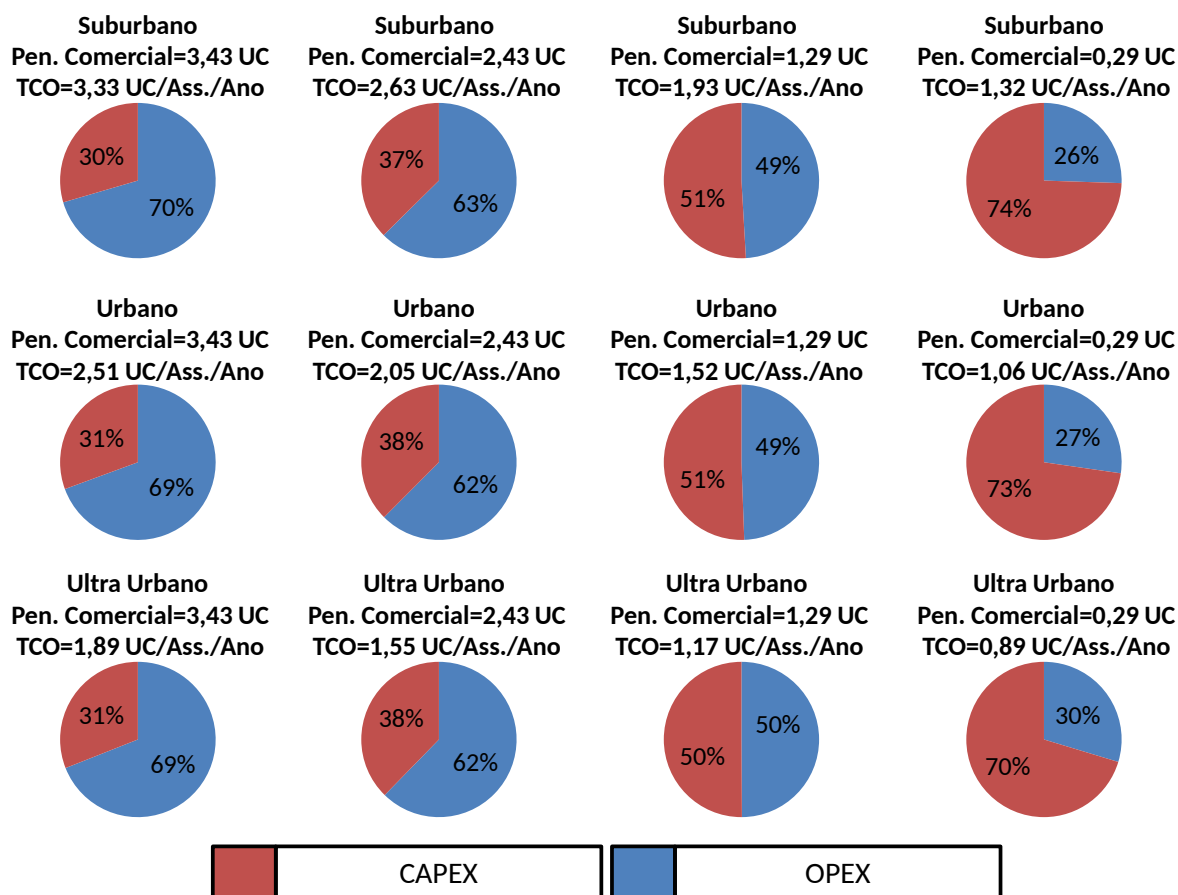 Suburbano
Pen. Comercial=3,43 UC
TCO=3,33 UC/Ass./Ano
30%
70%
Suburbano
Pen. Comercial=2,43 UC
TCO=2,63 UC/Ass./Ano
37%
63%
Suburbano
Pen. Comercial=1,29 UC
TCO=1,93 UC/Ass./Ano
49%
51%
Suburbano
Pen. Comercial=0,29 UC
TCO=1,32 UC/Ass./Ano
26%
74%
Urbano
Pen. Comercial=3,43 UC
TCO=2,51 UC/Ass./Ano
31%
69%
Urbano
Pen. Comercial=2,43 UC
TCO=2,05 UC/Ass./Ano
38%
62%
Urbano
Pen. Comercial=1,29 UC
TCO=1,52 UC/Ass./Ano
49%
51%
Urbano
Pen. Comercial=0,29 UC
TCO=1,06 UC/Ass./Ano
27%
73%
Ultra Urbano
Pen. Comercial=3,43 UC
TCO=1,89 UC/Ass./Ano
31%
69%
Ultra Urbano
Pen. Comercial=2,43 UC
TCO=1,55 UC/Ass./Ano
38%
62%
Ultra Urbano
Pen. Comercial=1,29 UC
TCO=1,17 UC/Ass./Ano
50%
50%
Ultra Urbano
Pen. Comercial=0,29 UC
TCO=0,89 UC/Ass./Ano
30%
70%
CAPEX
OPEX